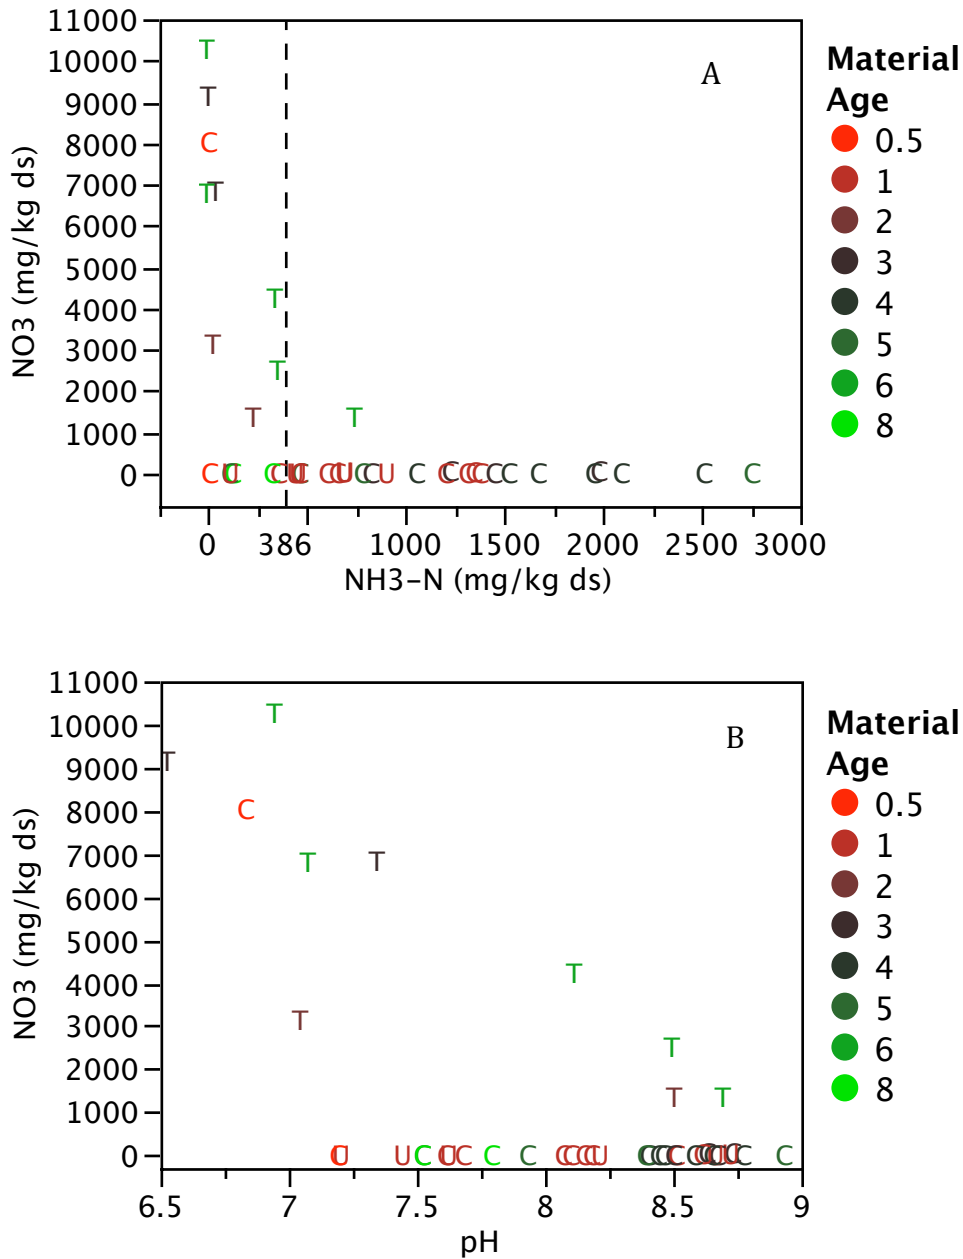 11000
10000
9000
8000
7000
6000
5000
4000
3000
2000
1000
0
NO3 (mg/kg ds)
A
T
T
C
T T
T
T
T
T
T
0 386 1000 1500 2000 2500 3000
NH3-N (mg/kg ds)
Material
Age
0.5
1
2
3
4
5
6
8
11000
10000
9000
8000
7000
6000
5000
4000
3000
2000
1000
0
NO3 (mg/kg ds)
B
T
T
C
T
T
T
T
T
T
T
6.5 7 7.5 8 8.5 9
pH
Material
Age
0.5
1
2
3
4
5
6
8